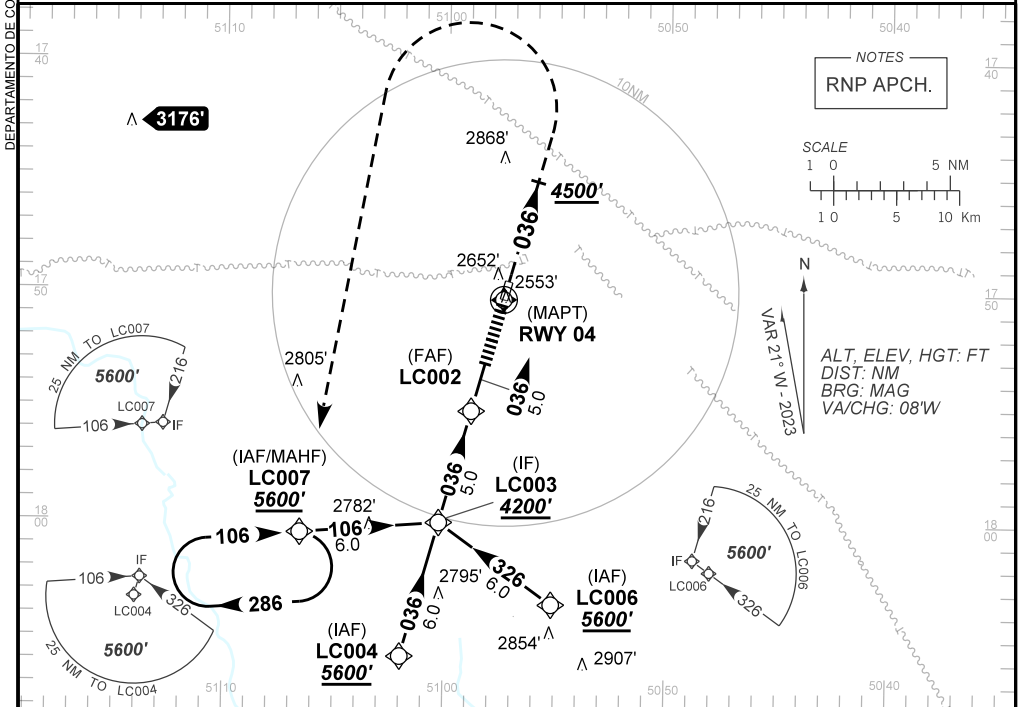 DEPARTAMENTO DE CO
50/10
51/00
50/50
50/40
17
40
17
40
NOTES
RNP APCH.
10NM
3176'
2868'
SCALE
1 0 5 NM
1 0 5 10 Km
4500'
036
2652'
2553'
17
50
17
50
N
VAR 21° W - 2023
(MAPT)
RWY 04
ALT, ELEV, HGT: FT
DIST: NM
BRG: MAG
VA/CHG: 08'W
25 NM TO LC007
5600'
216
LC007
106
IF
2805'
(FAF)
LC002
036
5.0
(IAF/MAHF)
LC007
5600'
036
5.0
(IF)
LC003
4200'
2782'
18
00
18
00
106
106
6.0
286
25 NM TO LC006
216
5600'
IF
LC006
326
IF
106
LC004
326
5600'
25 NM TO LC004
036
6.0
2795'
326
6.0
(IAF)
LC006
5600'
2854'
2907'
(IAF)
LC004
5600'
51/10
51/00
50/50
50/40